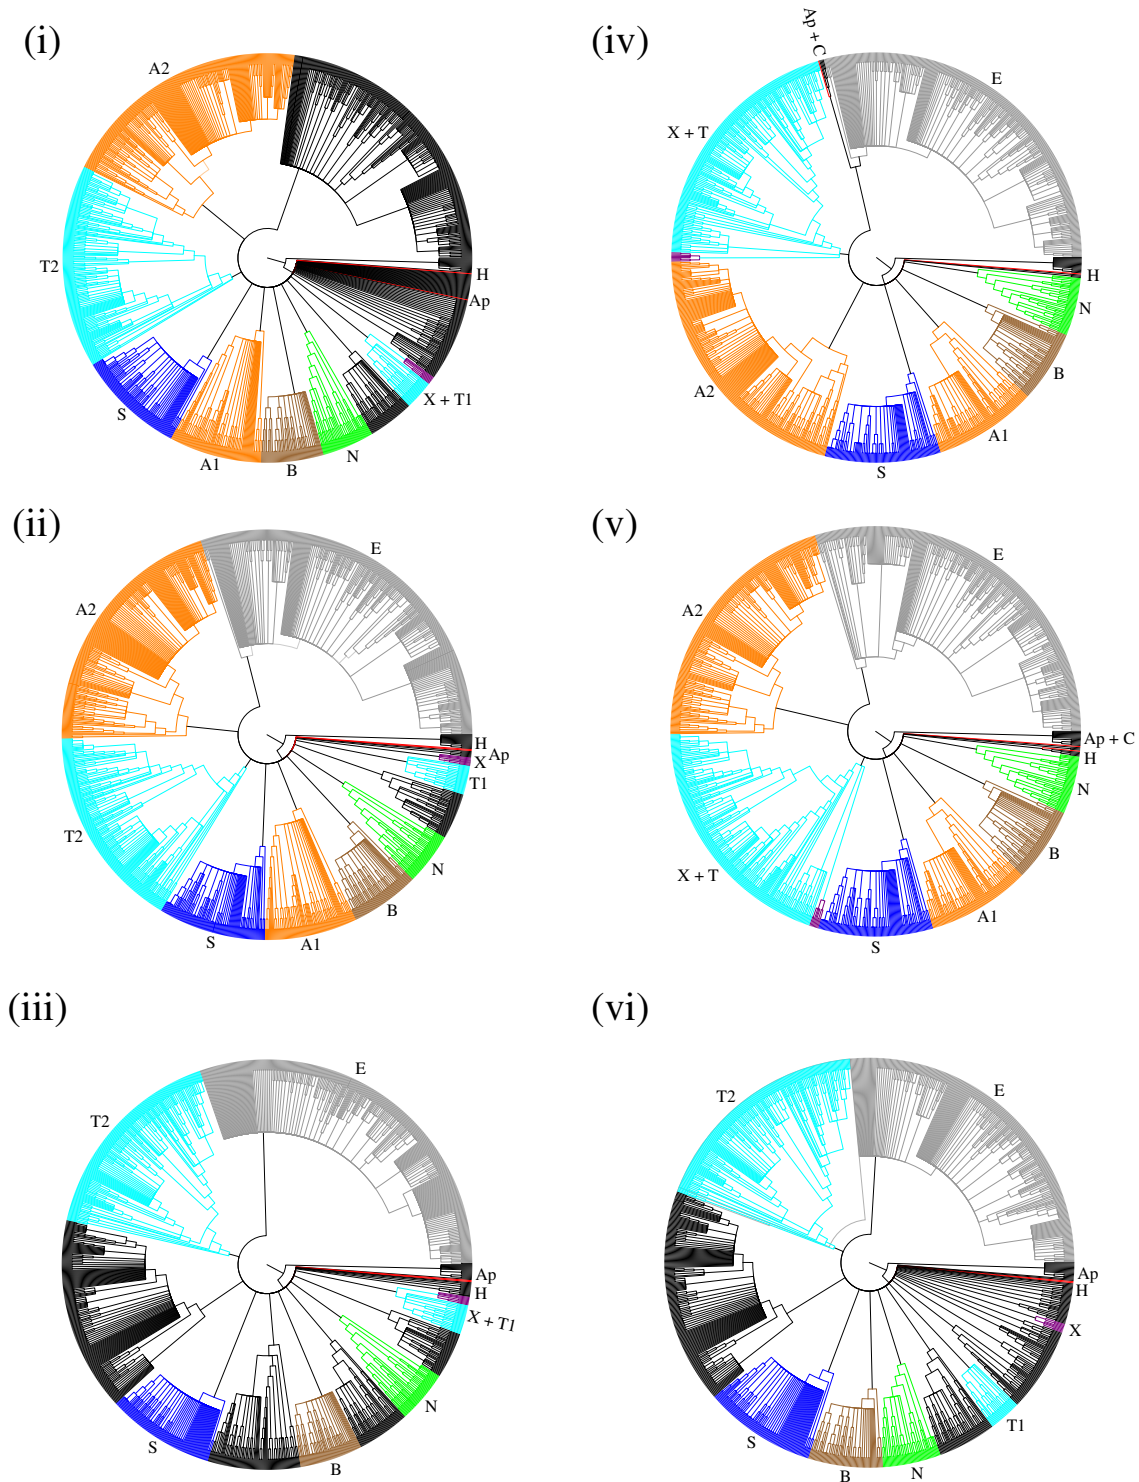 (i)
A2
T2
S
A1
B
N
X + T1
Ap
H
(iv)
Ap + C
E
X + T
H
N
B
A1
S
A2
(ii)
E
A2
H
Ap
X
T1
N
B
A1
S
T2
(v)
E
A2
Ap + C
H
N
B
A1
S
X + T
(iii)
E
T2
Ap
H
X + T1
N
B
S
(vi)
E
T2
Ap
H
X
T1
N
B
S